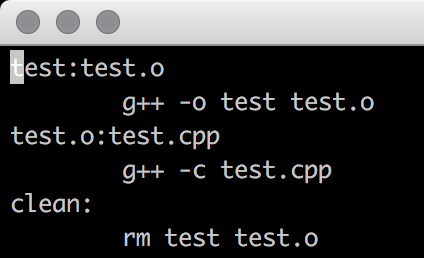 test:test.o
        g++ -o test test.o
test.o:test.cpp
        g++ -c test.cpp
clean:
        rm test test.o